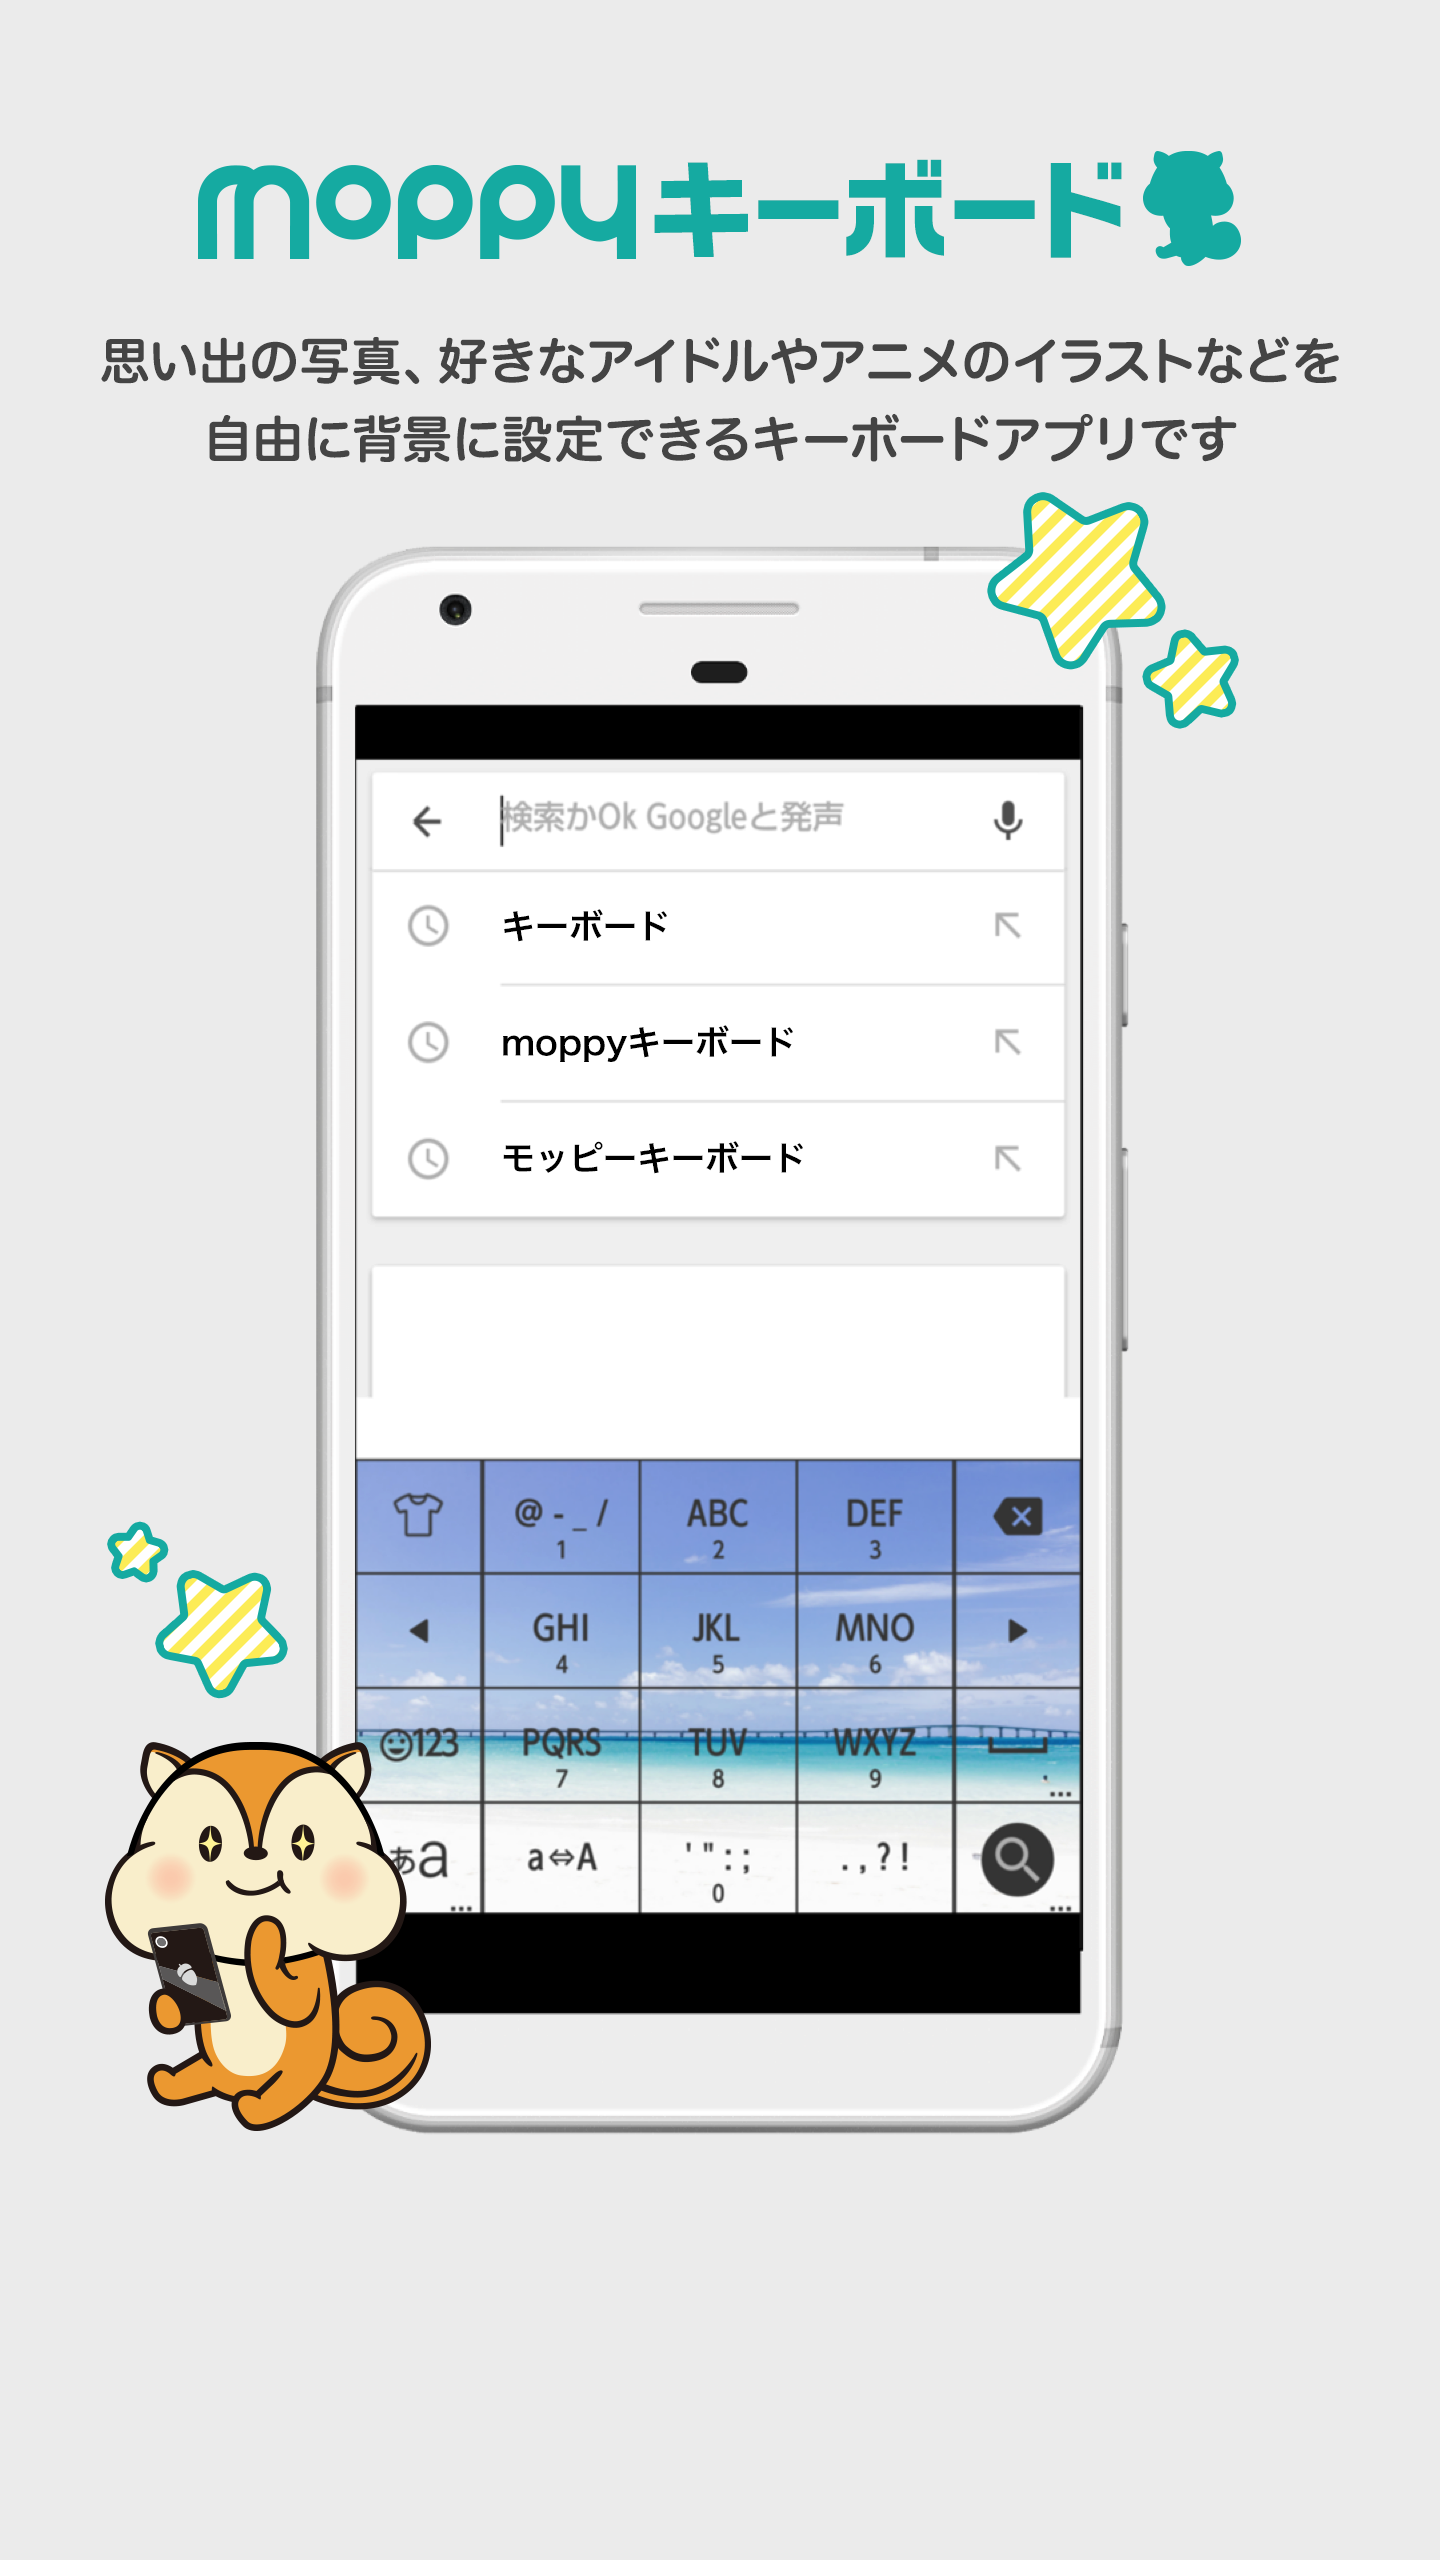 moppyキーボード
思い出の写真、好きなアイドルやアニメのイラストなどを
自由に背景に設定できるキーボードアプリです
検索かOk Googleと発声
キーボード
moppyキーボード
モッピーキーボード
@ - _ / ABC DEF
1 2 3
GHI JKL MNO
4 5 6
123 PQRS TUV WXYZ
7 8 9
...
あa a⇔A ' " : ; . , ? !
0
... ...